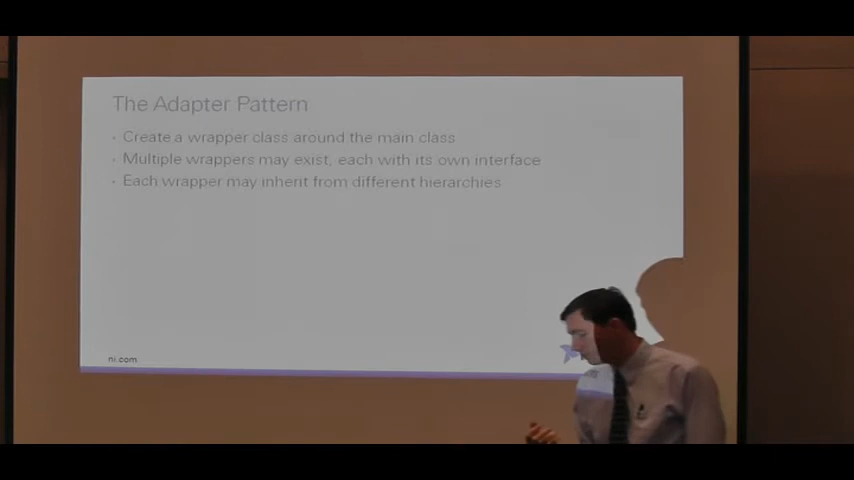 The Adapter Pattern
· Create a wrapper class around the main class
· Multiple wrappers may exist, each with its own interface
· Each wrapper may inherit from different hierarchies
ni.com